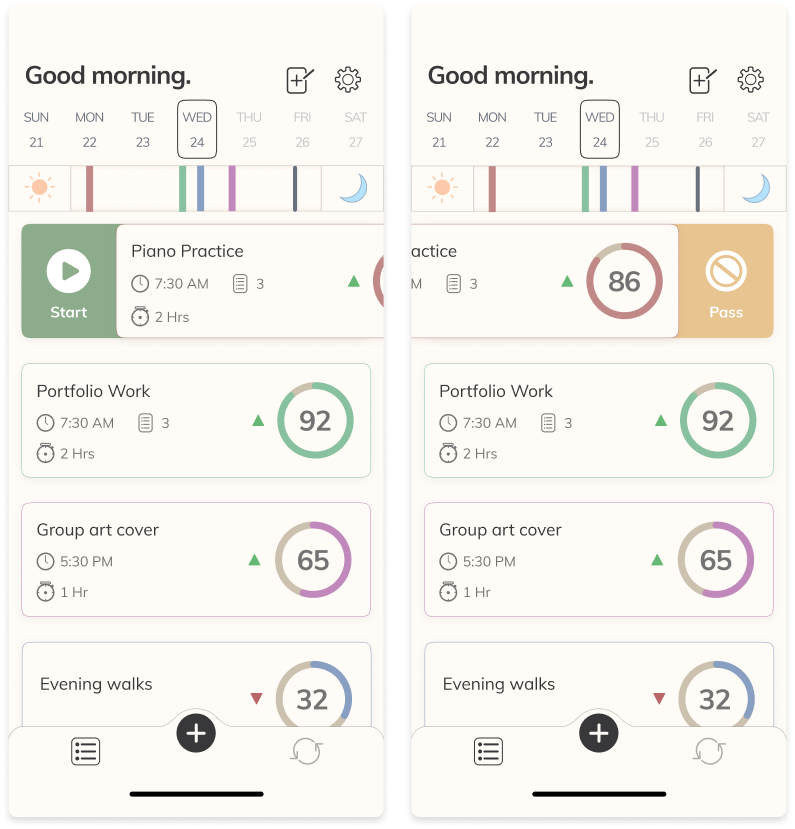 Good morning.
SUN MON TUE WED THU FRI SAT
21 22 23 24 25 26 27
Start
Piano Practice
7:30 AM 3
2 Hrs
Portfolio Work
7:30 AM 3
2 Hrs
92
Group art cover
5:30 PM
1 Hr
65
Evening walks
32
Good morning.
SUN MON TUE WED THU FRI SAT
21 22 23 24 25 26 27
actice
M 3
86
Pass
Portfolio Work
7:30 AM 3
2 Hrs
92
Group art cover
5:30 PM
1 Hr
65
Evening walks
32